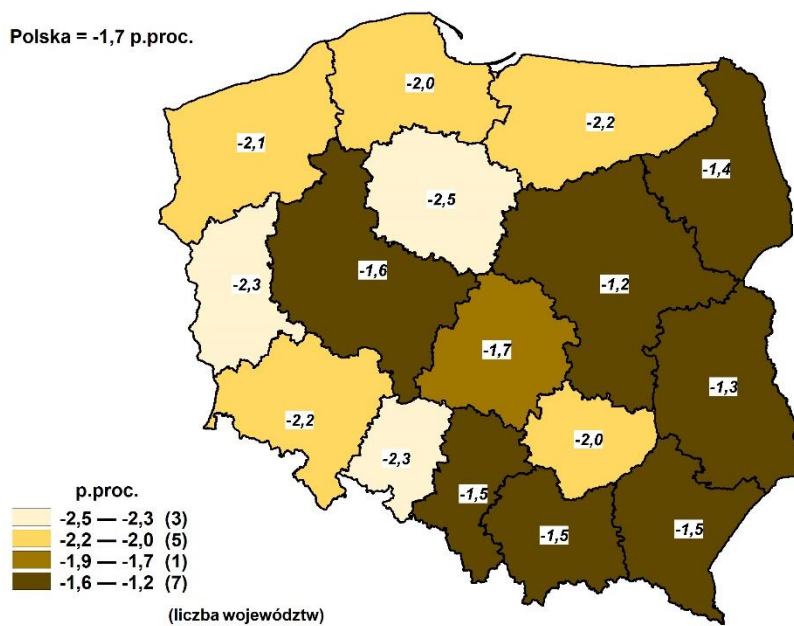 Polska = -1,7 p.proc.
-2,0
-2,2
-2,1
-1,4
-2,5
-2,3
-1,6
-1,2
-1,7
-1,3
-2,2
-2,0
-2,3
-1,5
-1,5
-1,5
p.proc.
-2,5 — -2,3 (3)
-2,2 — -2,0 (5)
-1,9 — -1,7 (1)
-1,6 — -1,2 (7)
(liczba województw)